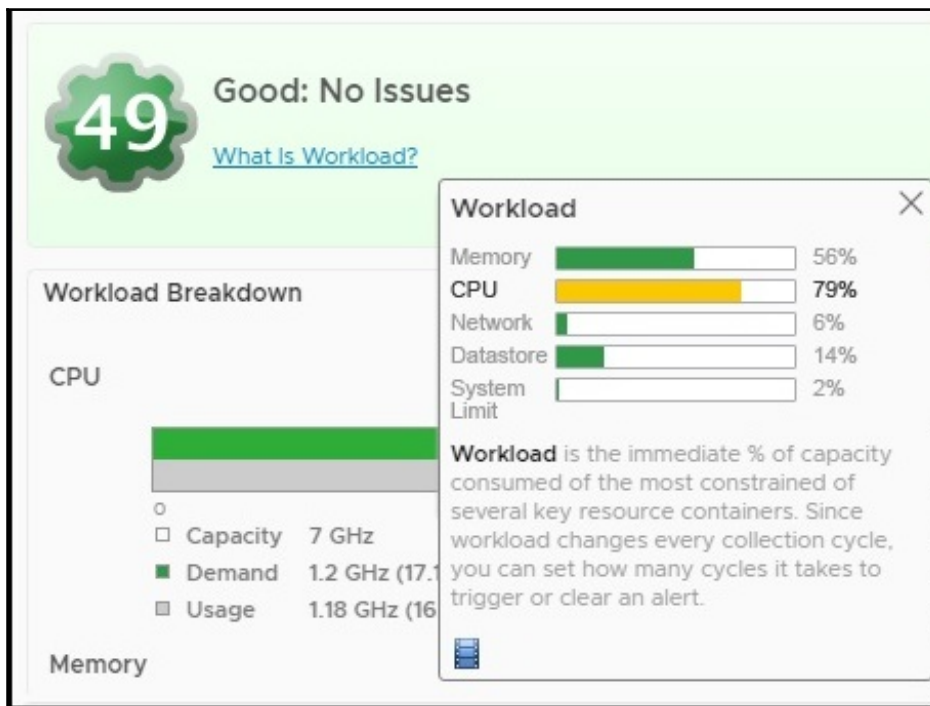 49
Good: No Issues
What Is Workload?
Workload
Memory 56%
CPU 79%
Network 6%
Datastore 14%
System Limit 2%
Workload is the immediate % of capacity
consumed of the most constrained of
several key resource containers. Since
workload changes every collection cycle,
you can set how many cycles it takes to
trigger or clear an alert.
Workload Breakdown
CPU
0
Capacity 7 GHz
Demand 1.2 GHz (17.1
Usage 1.18 GHz (16
Memory